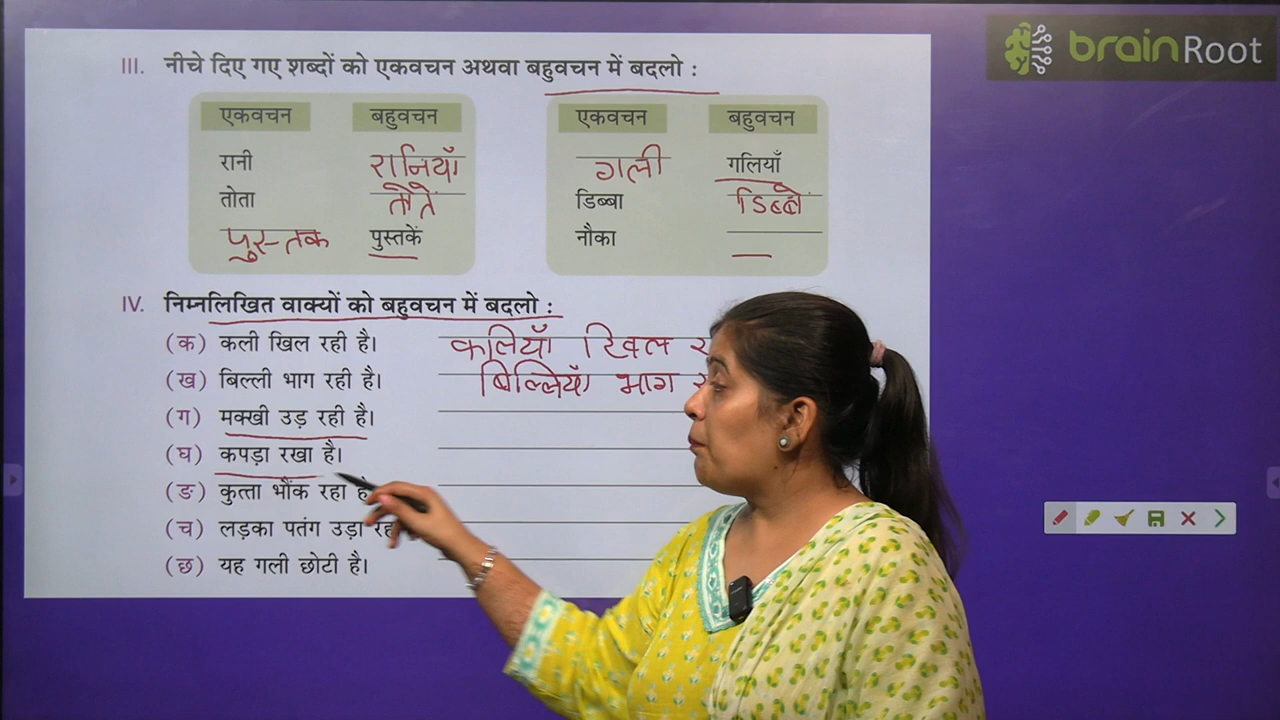 brainRoot
III. नीचे दिए गए शब्दों को एकवचन अथवा बहुवचन में बदलो :
एकवचन बहुवचन एकवचन बहुवचन
रानी रानियाँ गली गलियाँ
तोता तोतें डिब्बा डिब्बे
पुस्तक पुस्तकें नौका
IV. निम्नलिखित वाक्यों को बहुवचन में बदलो :
(क) कली खिल रही है। कलियाँ खिल
(ख) बिल्ली भाग रही है। बिल्लियाँ भाग
(ग) मक्खी उड़ रही है।
(घ) कपड़ा रखा है।
(ङ) कुत्ता भौंक रहा है
(च) लड़का पतंग उड़ा
(छ) यह गली छोटी है।